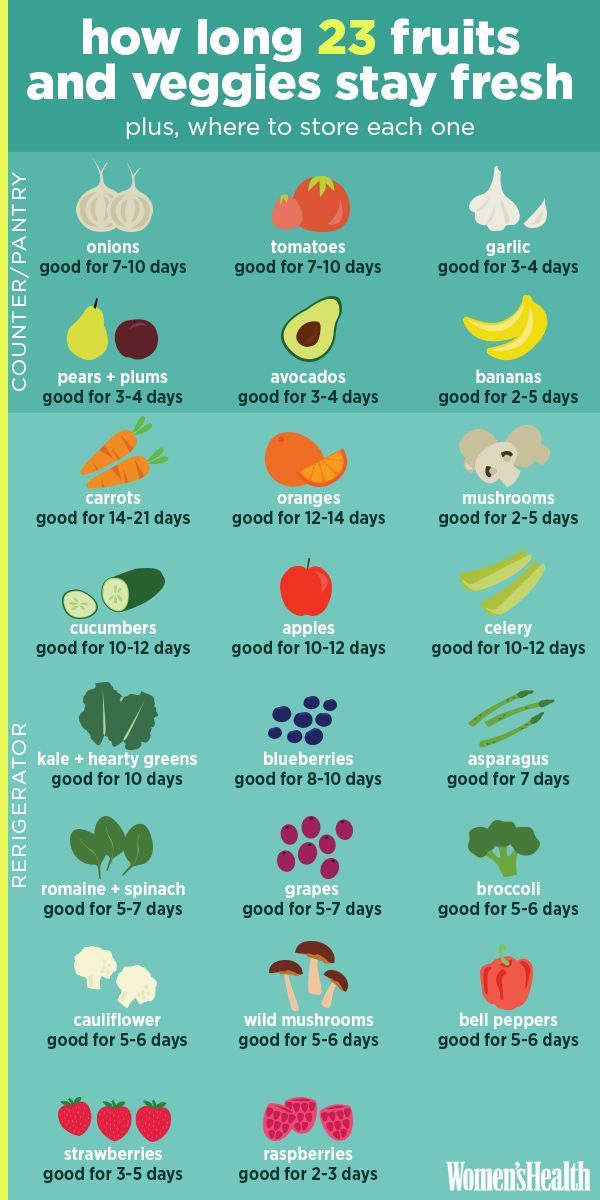 how long 23 fruits
and veggies stay fresh
plus, where to store each one
COUNTER/PANTRY
onions
good for 7-10 days
tomatoes
good for 7-10 days
garlic
good for 3-4 days
pears + plums
good for 3-4 days
avocados
good for 3-4 days
bananas
good for 2-5 days
RERIGERATOR
carrots
good for 14-21 days
oranges
good for 12-14 days
mushrooms
good for 2-5 days
cucumbers
good for 10-12 days
apples
good for 10-12 days
celery
good for 10-12 days
kale + hearty greens
good for 10 days
blueberries
good for 8-10 days
asparagus
good for 7 days
romaine + spinach
good for 5-7 days
grapes
good for 5-7 days
broccoli
good for 5-6 days
cauliflower
good for 5-6 days
wild mushrooms
good for 5-6 days
bell peppers
good for 5-6 days
strawberries
good for 3-5 days
raspberries
good for 2-3 days
Women'sHealth